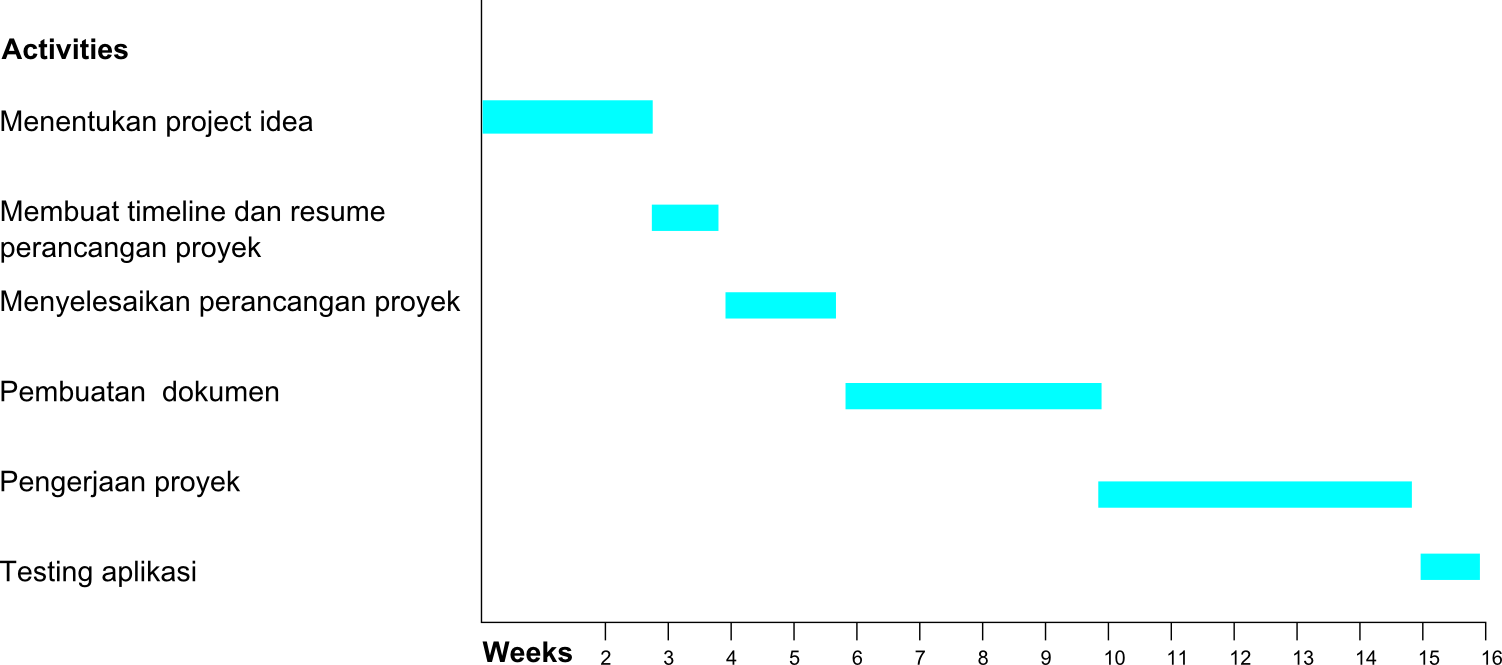 Activities
Menentukan project idea
Membuat timeline dan resume
perancangan proyek
Menyelesaikan perancangan proyek
Pembuatan  dokumen
Pengerjaan proyek
Testing aplikasi
Weeks 2 3 4 5 6 7 8 9 10 11 12 13 14 15 16